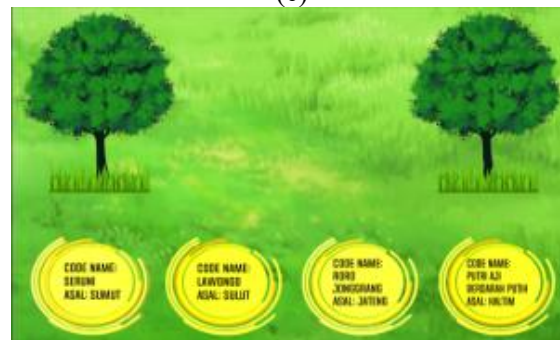 (c)
CODE NAME:
SERUNI
ASAL: SUMUT
CODE NAME:
LAWONGO
ASAL: SULUT
CODE NAME:
RORO
JONGGRANG
ASAL: JATENG
CODE NAME:
PUTRI AJI
BERDARAH PUTIH
ASAL: KALTIM